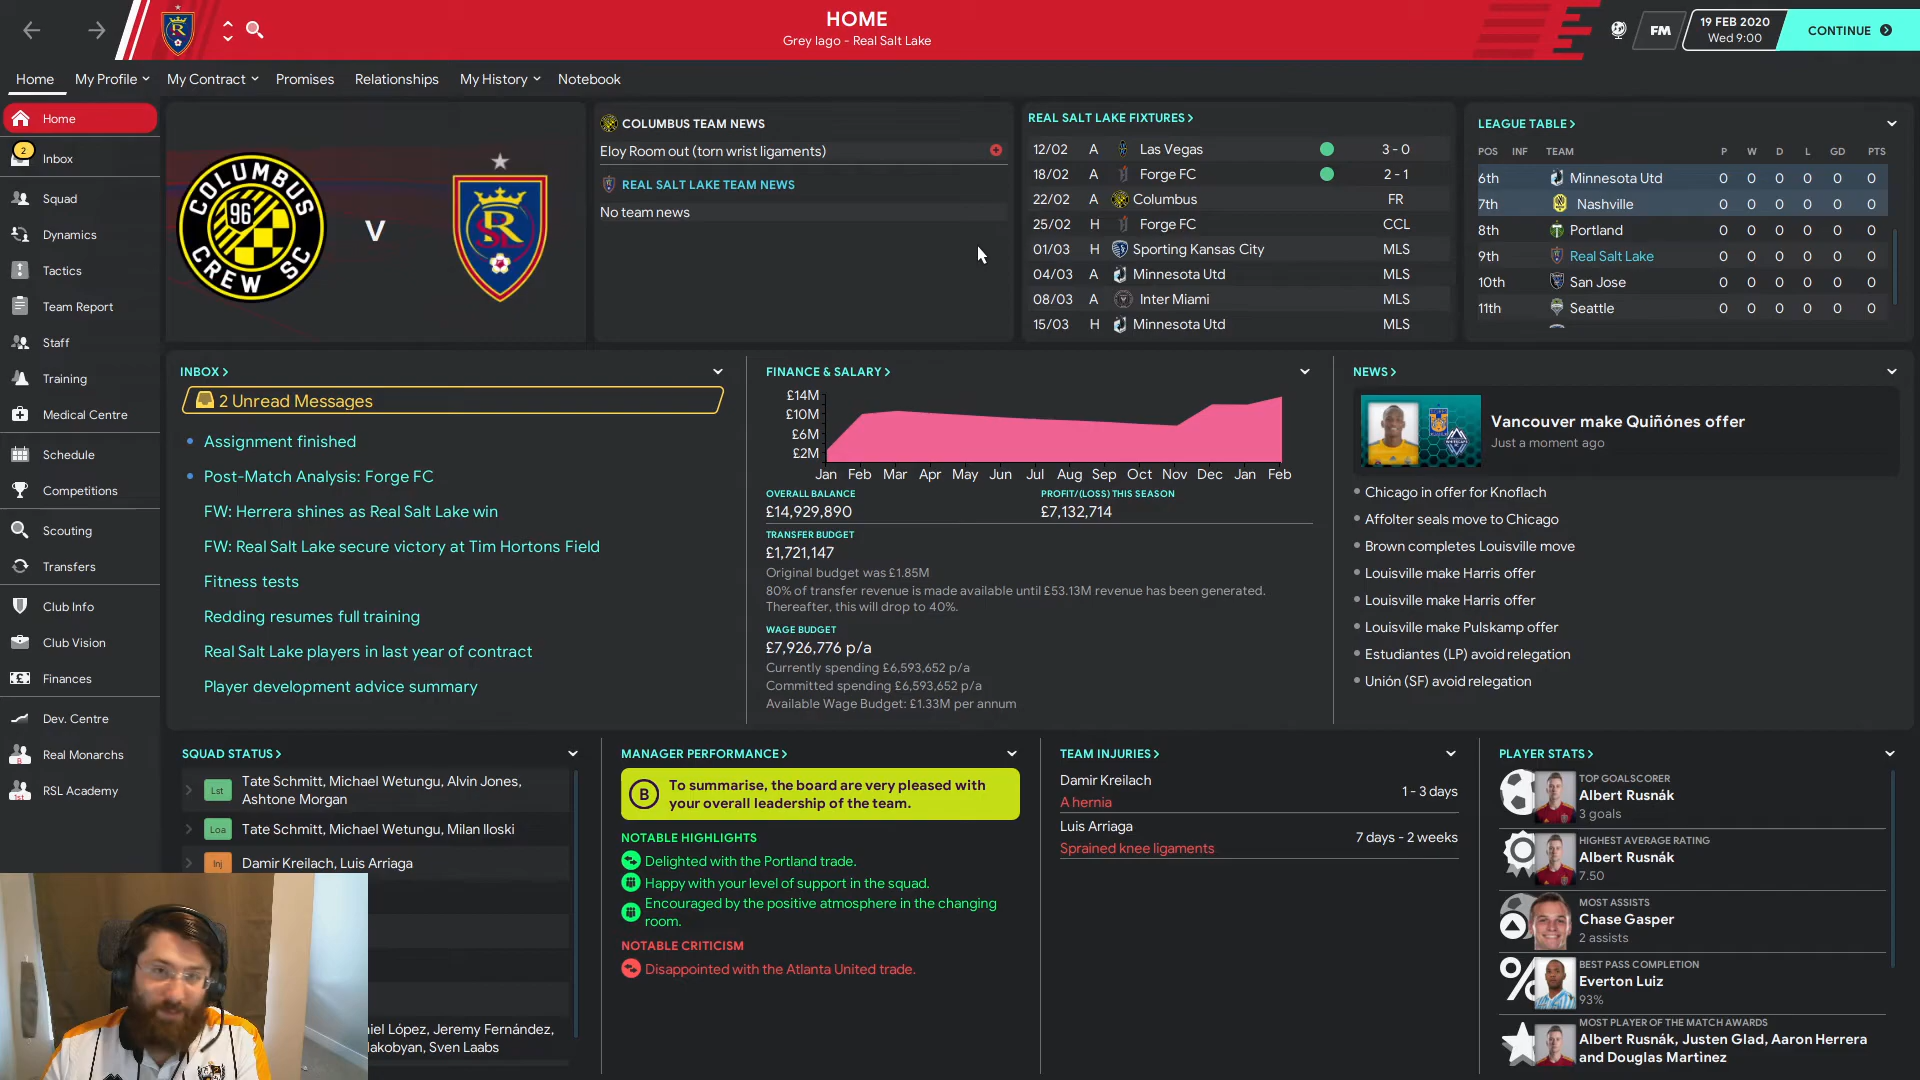 HOME
Grey Iago - Real Salt Lake
FM
19 FEB 2020
Wed 9:00
CONTINUE
Home
My Profile
My Contract
Promises
Relationships
My History
Notebook
Home
2
Inbox
Squad
Dynamics
Tactics
Team Report
Staff
Training
Medical Centre
Schedule
Competitions
Scouting
Transfers
Club Info
Club Vision
Finances
Dev. Centre
Real Monarchs
RSL Academy
COLUMBUS
96
CREW SC
V
RSL
COLUMBUS TEAM NEWS
Eloy Room out (torn wrist ligaments)
REAL SALT LAKE TEAM NEWS
No team news
REAL SALT LAKE FIXTURES >
12/02 A Las Vegas 3 - 0
18/02 A Forge FC 2 - 1
22/02 A Columbus FR
25/02 H Forge FC CCL
01/03 H Sporting Kansas City MLS
04/03 A Minnesota Utd MLS
08/03 A Inter Miami MLS
15/03 H Minnesota Utd MLS
LEAGUE TABLE >
POS INF TEAM P W D L GD PTS
6th Minnesota Utd 0 0 0 0 0 0
7th Nashville 0 0 0 0 0 0
8th Portland 0 0 0 0 0 0
9th Real Salt Lake 0 0 0 0 0 0
10th San Jose 0 0 0 0 0 0
11th Seattle 0 0 0 0 0 0
INBOX >
2 Unread Messages
Assignment finished
Post-Match Analysis: Forge FC
FW: Herrera shines as Real Salt Lake win
FW: Real Salt Lake secure victory at Tim Hortons Field
Fitness tests
Redding resumes full training
Real Salt Lake players in last year of contract
Player development advice summary
FINANCE & SALARY >
£14M
£10M
£6M
£2M
Jan Feb Mar Apr May Jun Jul Aug Sep Oct Nov Dec Jan Feb
OVERALL BALANCE
£14,929,890
PROFIT/(LOSS) THIS SEASON
£7,132,714
TRANSFER BUDGET
£1,721,147
Original budget was £1.85M
80% of transfer revenue is made available until £53.13M revenue has been generated.
Thereafter, this will drop to 40%.
WAGE BUDGET
£7,926,776 p/a
Currently spending £6,593,652 p/a
Committed spending £6,593,652 p/a
Available Wage Budget: £1.33M per annum
NEWS >
Vancouver make Quiñónes offer
Just a moment ago
Chicago in offer for Knoflach
Affolter seals move to Chicago
Brown completes Louisville move
Louisville make Harris offer
Louisville make Harris offer
Louisville make Pulskamp offer
Estudiantes (LP) avoid relegation
Unión (SF) avoid relegation
SQUAD STATUS >
Lst Tate Schmitt, Michael Wetungu, Alvin Jones,
Ashtone Morgan
Loa Tate Schmitt, Michael Wetungu, Milan Iloski
Inj Damir Kreilach, Luis Arriaga
niel López, Jeremy Fernández,
lakobyan, Sven Laabs
MANAGER PERFORMANCE >
B
To summarise, the board are very pleased with
your overall leadership of the team.
NOTABLE HIGHLIGHTS
Delighted with the Portland trade.
Happy with your level of support in the squad.
Encouraged by the positive atmosphere in the changing
room.
NOTABLE CRITICISM
Disappointed with the Atlanta United trade.
TEAM INJURIES >
Damir Kreilach
A hernia
1 - 3 days
Luis Arriaga
Sprained knee ligaments
7 days - 2 weeks
PLAYER STATS >
TOP GOALSCORER
Albert Rusnák
3 goals
HIGHEST AVERAGE RATING
Albert Rusnák
7.50
MOST ASSISTS
Chase Gasper
2 assists
BEST PASS COMPLETION
Everton Luiz
93%
MOST PLAYER OF THE MATCH AWARDS
Albert Rusnák, Justen Glad, Aaron Herrera
and Douglas Martinez